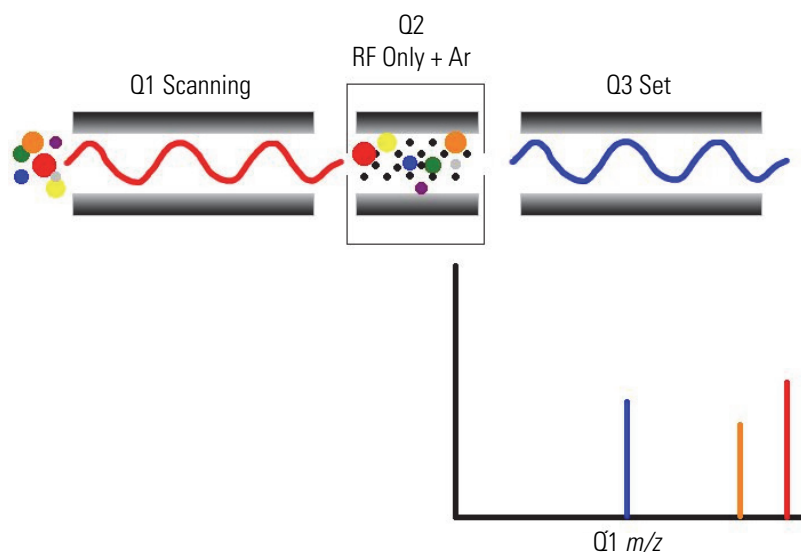 Q2
RF Only + Ar
Q1 Scanning
Q3 Set
Q1 m/z